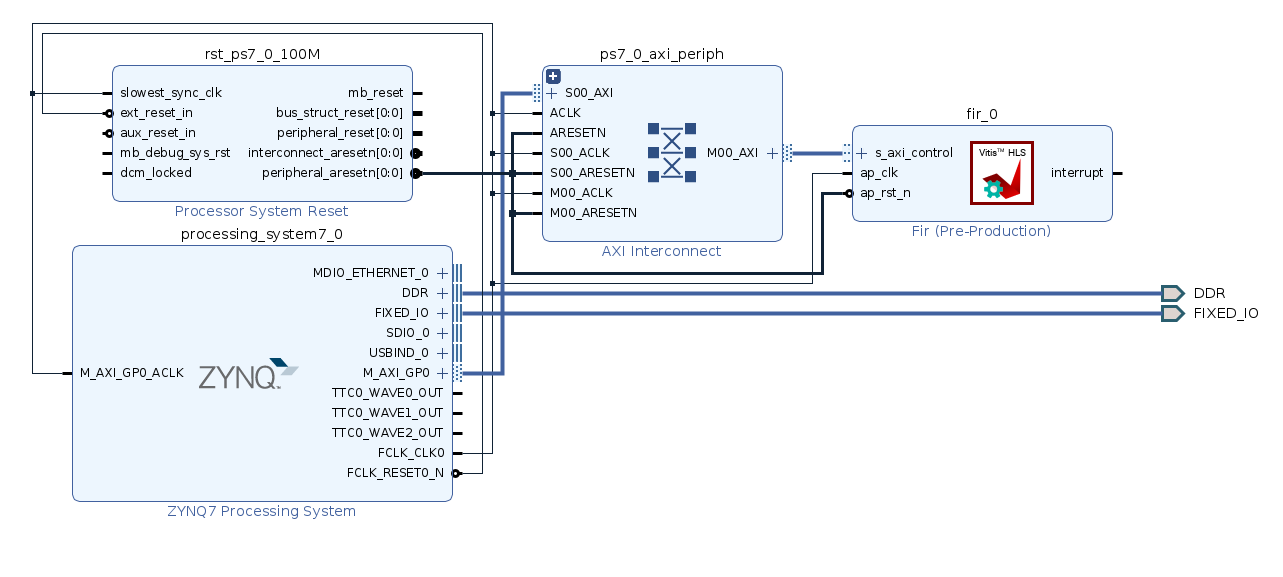 rst_ps7_0_100M
slowest_sync_clk
ext_reset_in
aux_reset_in
mb_debug_sys_rst
dcm_locked
mb_reset
bus_struct_reset[0:0]
peripheral_reset[0:0]
interconnect_aresetn[0:0]
peripheral_aresetn[0:0]
Processor System Reset
ps7_0_axi_periph
S00_AXI
ACLK
ARESETN
S00_ACLK
S00_ARESETN
M00_ACLK
M00_ARESETN
M00_AXI
AXI Interconnect
fir_0
s_axi_control
ap_clk
ap_rst_n
Vitis™ HLS
interrupt
Fir (Pre-Production)
processing_system7_0
M_AXI_GP0_ACLK
ZYNQ™
MDIO_ETHERNET_0
DDR
FIXED_IO
SDIO_0
USBIND_0
M_AXI_GP0
TTC0_WAVE0_OUT
TTC0_WAVE1_OUT
TTC0_WAVE2_OUT
FCLK_CLK0
FCLK_RESET0_N
ZYNQ7 Processing System
DDR
FIXED_IO